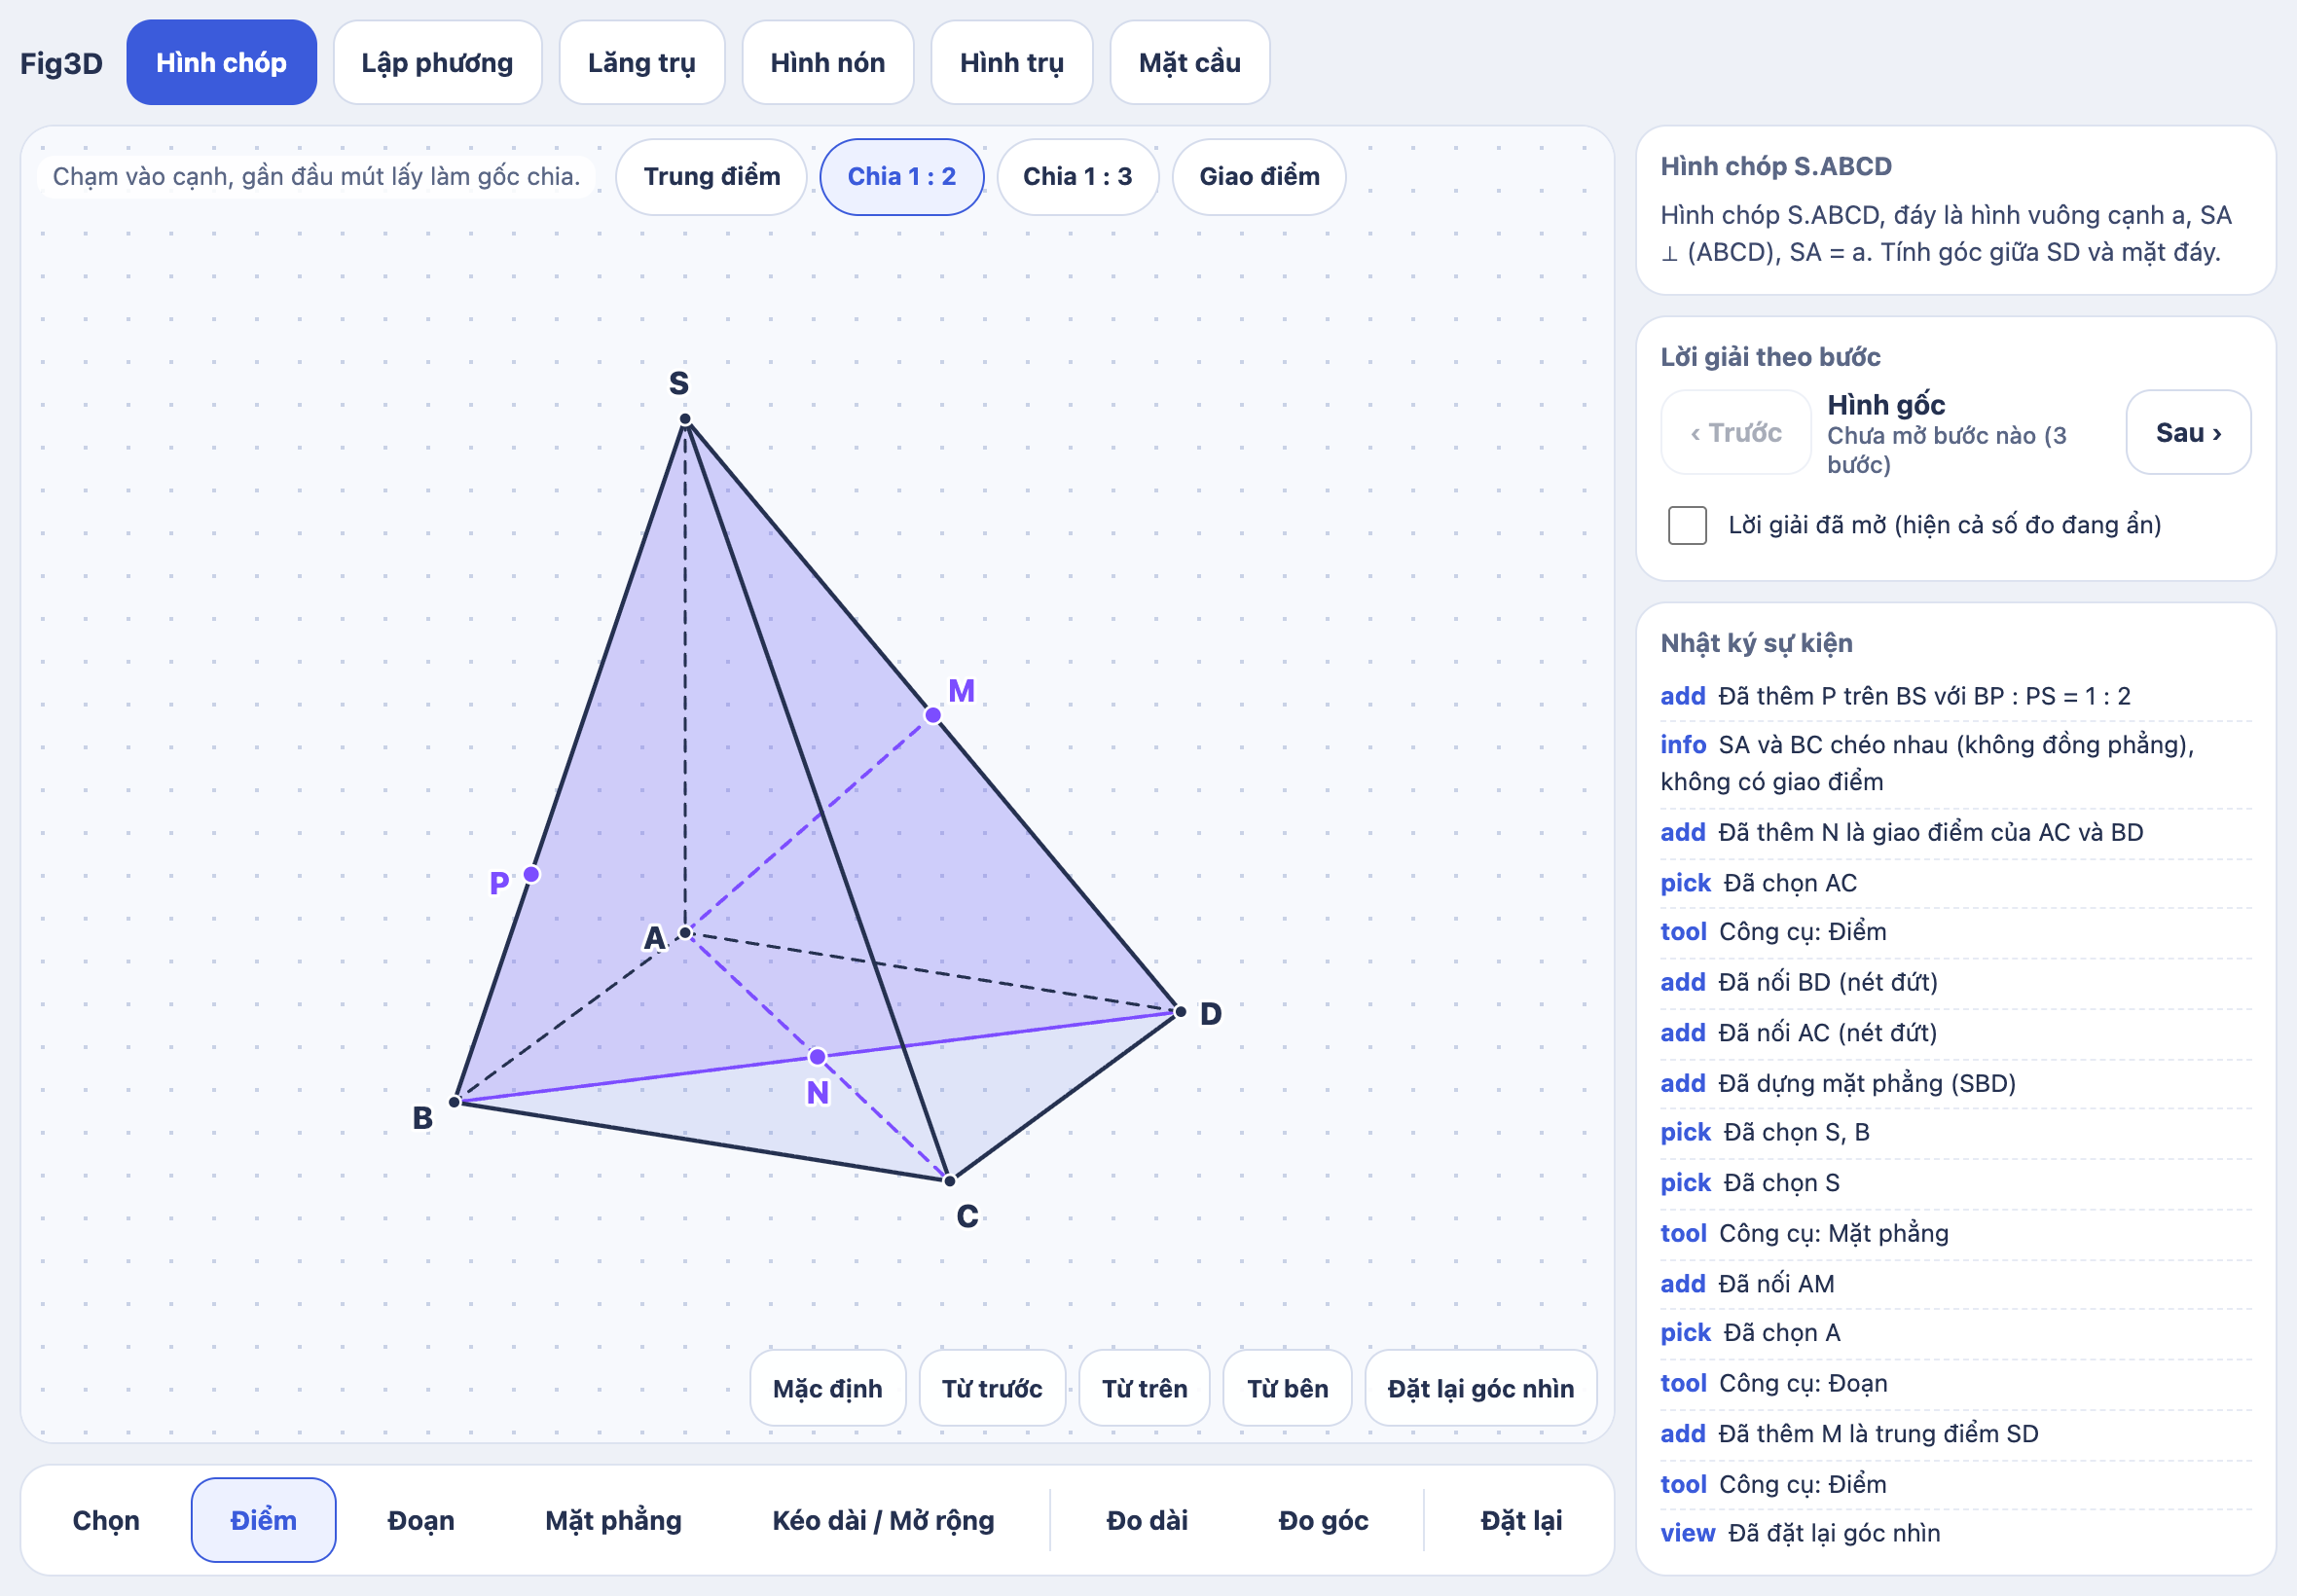 Fig3D
Hình chóp
Lập phương
Lăng trụ
Hình nón
Hình trụ
Mặt cầu
Chạm vào cạnh, gần đầu mút lấy làm gốc chia.
Trung điểm
Chia 1 : 2
Chia 1 : 3
Giao điểm
S
M
P
A
D
N
B
C
Mặc định
Từ trước
Từ trên
Từ bên
Đặt lại góc nhìn
Chọn
Điểm
Đoạn
Mặt phẳng
Kéo dài / Mở rộng
Đo dài
Đo góc
Đặt lại
Hình chóp S.ABCD
Hình chóp S.ABCD, đáy là hình vuông cạnh a, SA
⊥ (ABCD), SA = a. Tính góc giữa SD và mặt đáy.
Lời giải theo bước
‹ Trước
Hình gốc
Chưa mở bước nào (3
bước)
Sau ›
Lời giải đã mở (hiện cả số đo đang ẩn)
Nhật ký sự kiện
add Đã thêm P trên BS với BP : PS = 1 : 2
info SA và BC chéo nhau (không đồng phẳng),
không có giao điểm
add Đã thêm N là giao điểm của AC và BD
pick Đã chọn AC
tool Công cụ: Điểm
add Đã nối BD (nét đứt)
add Đã nối AC (nét đứt)
add Đã dựng mặt phẳng (SBD)
pick Đã chọn S, B
pick Đã chọn S
tool Công cụ: Mặt phẳng
add Đã nối AM
pick Đã chọn A
tool Công cụ: Đoạn
add Đã thêm M là trung điểm SD
tool Công cụ: Điểm
view Đã đặt lại góc nhìn